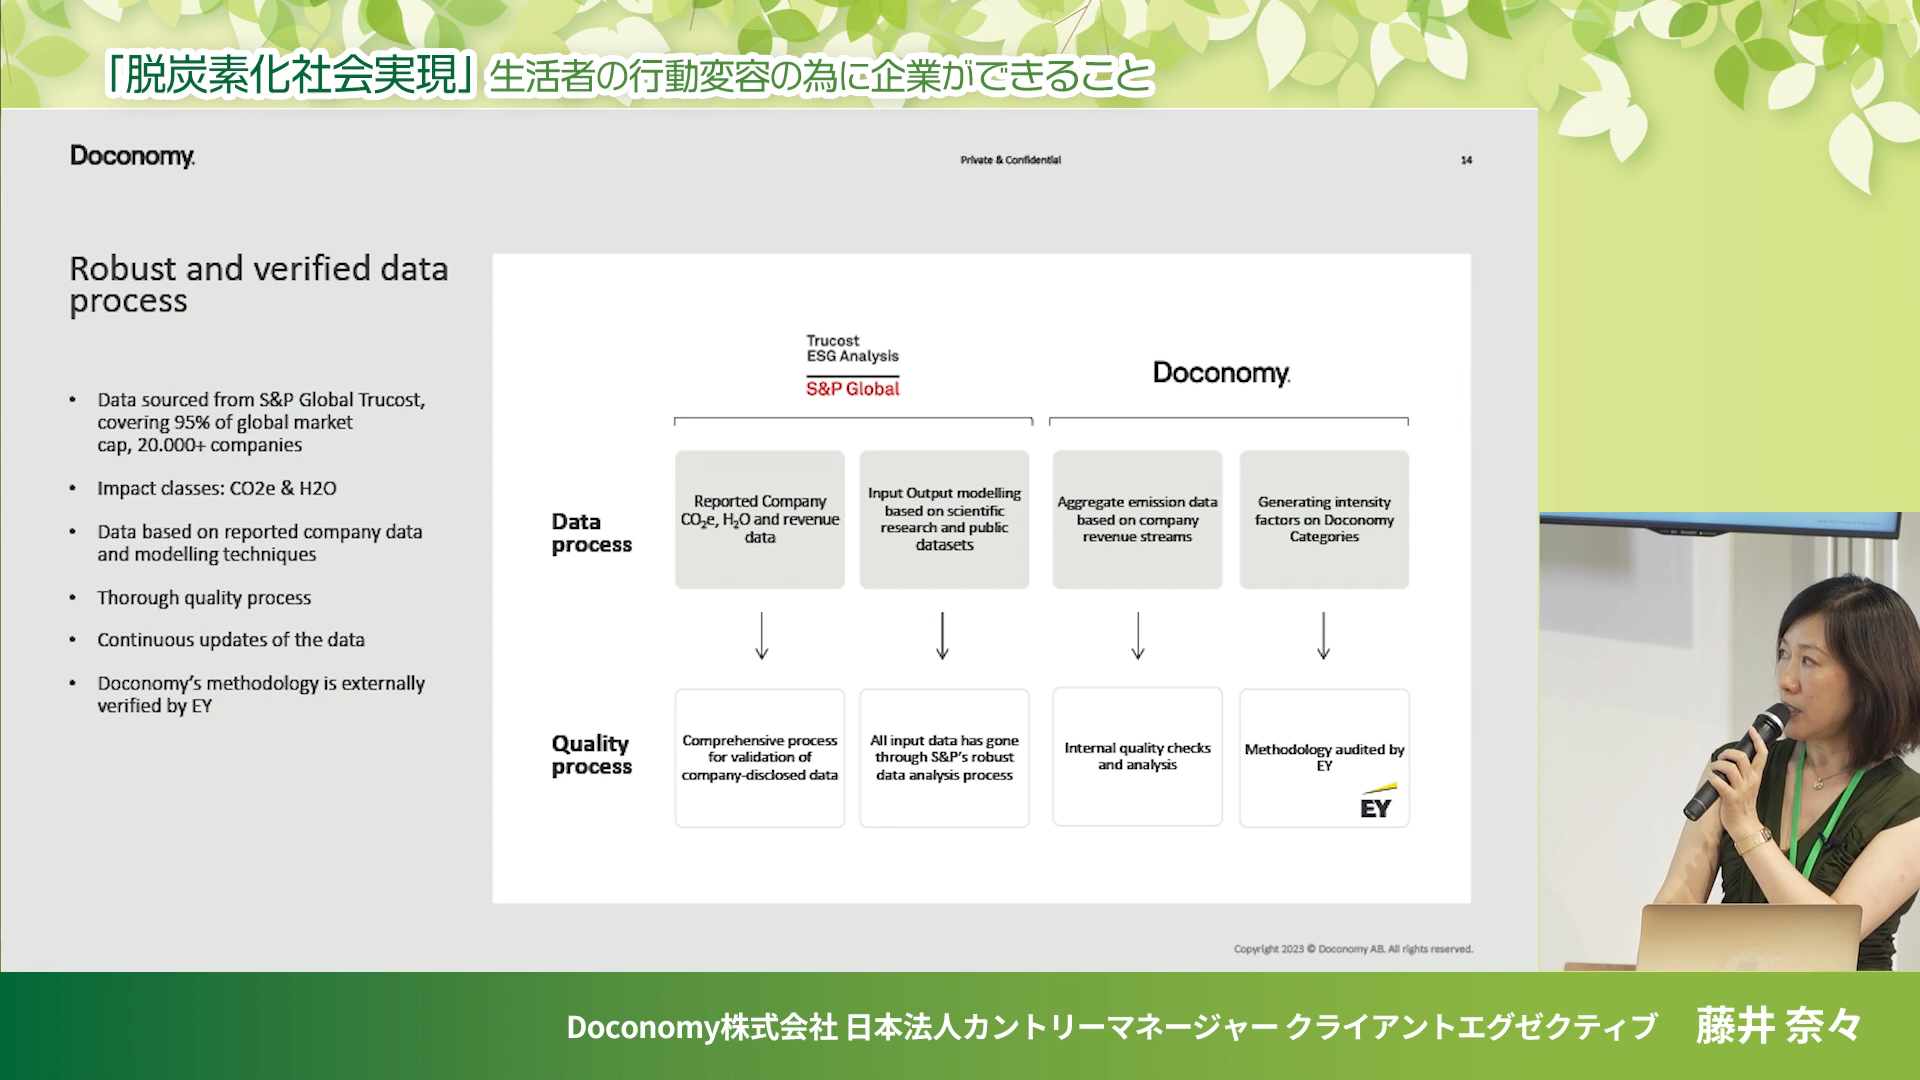 「脱炭素化社会実現」生活者の行動変容の為に企業ができること
Doconomy.
Private & Confidential
14
Robust and verified data
process
• Data sourced from S&P Global Trucost,
covering 95% of global market
cap, 20.000+ companies
• Impact classes: CO2e & H2O
• Data based on reported company data
and modelling techniques
• Thorough quality process
• Continuous updates of the data
• Doconomy’s methodology is externally
verified by EY
Trucost
ESG Analysis
S&P Global
Doconomy.
Data
process
Reported Company
CO₂e, H₂O and revenue
data
Input Output modelling
based on scientific
research and public
datasets
Aggregate emission data
based on company
revenue streams
Generating intensity
factors on Doconomy
Categories
Quality
process
Comprehensive process
for validation of
company-disclosed data
All input data has gone
through S&P’s robust
data analysis process
Internal quality checks
and analysis
Methodology audited by
EY
EY
Copyright 2023 © Doconomy AB. All rights reserved.
Doconomy株式会社 日本法人カントリーマネージャー クライアントエグゼクティブ 藤井 奈々